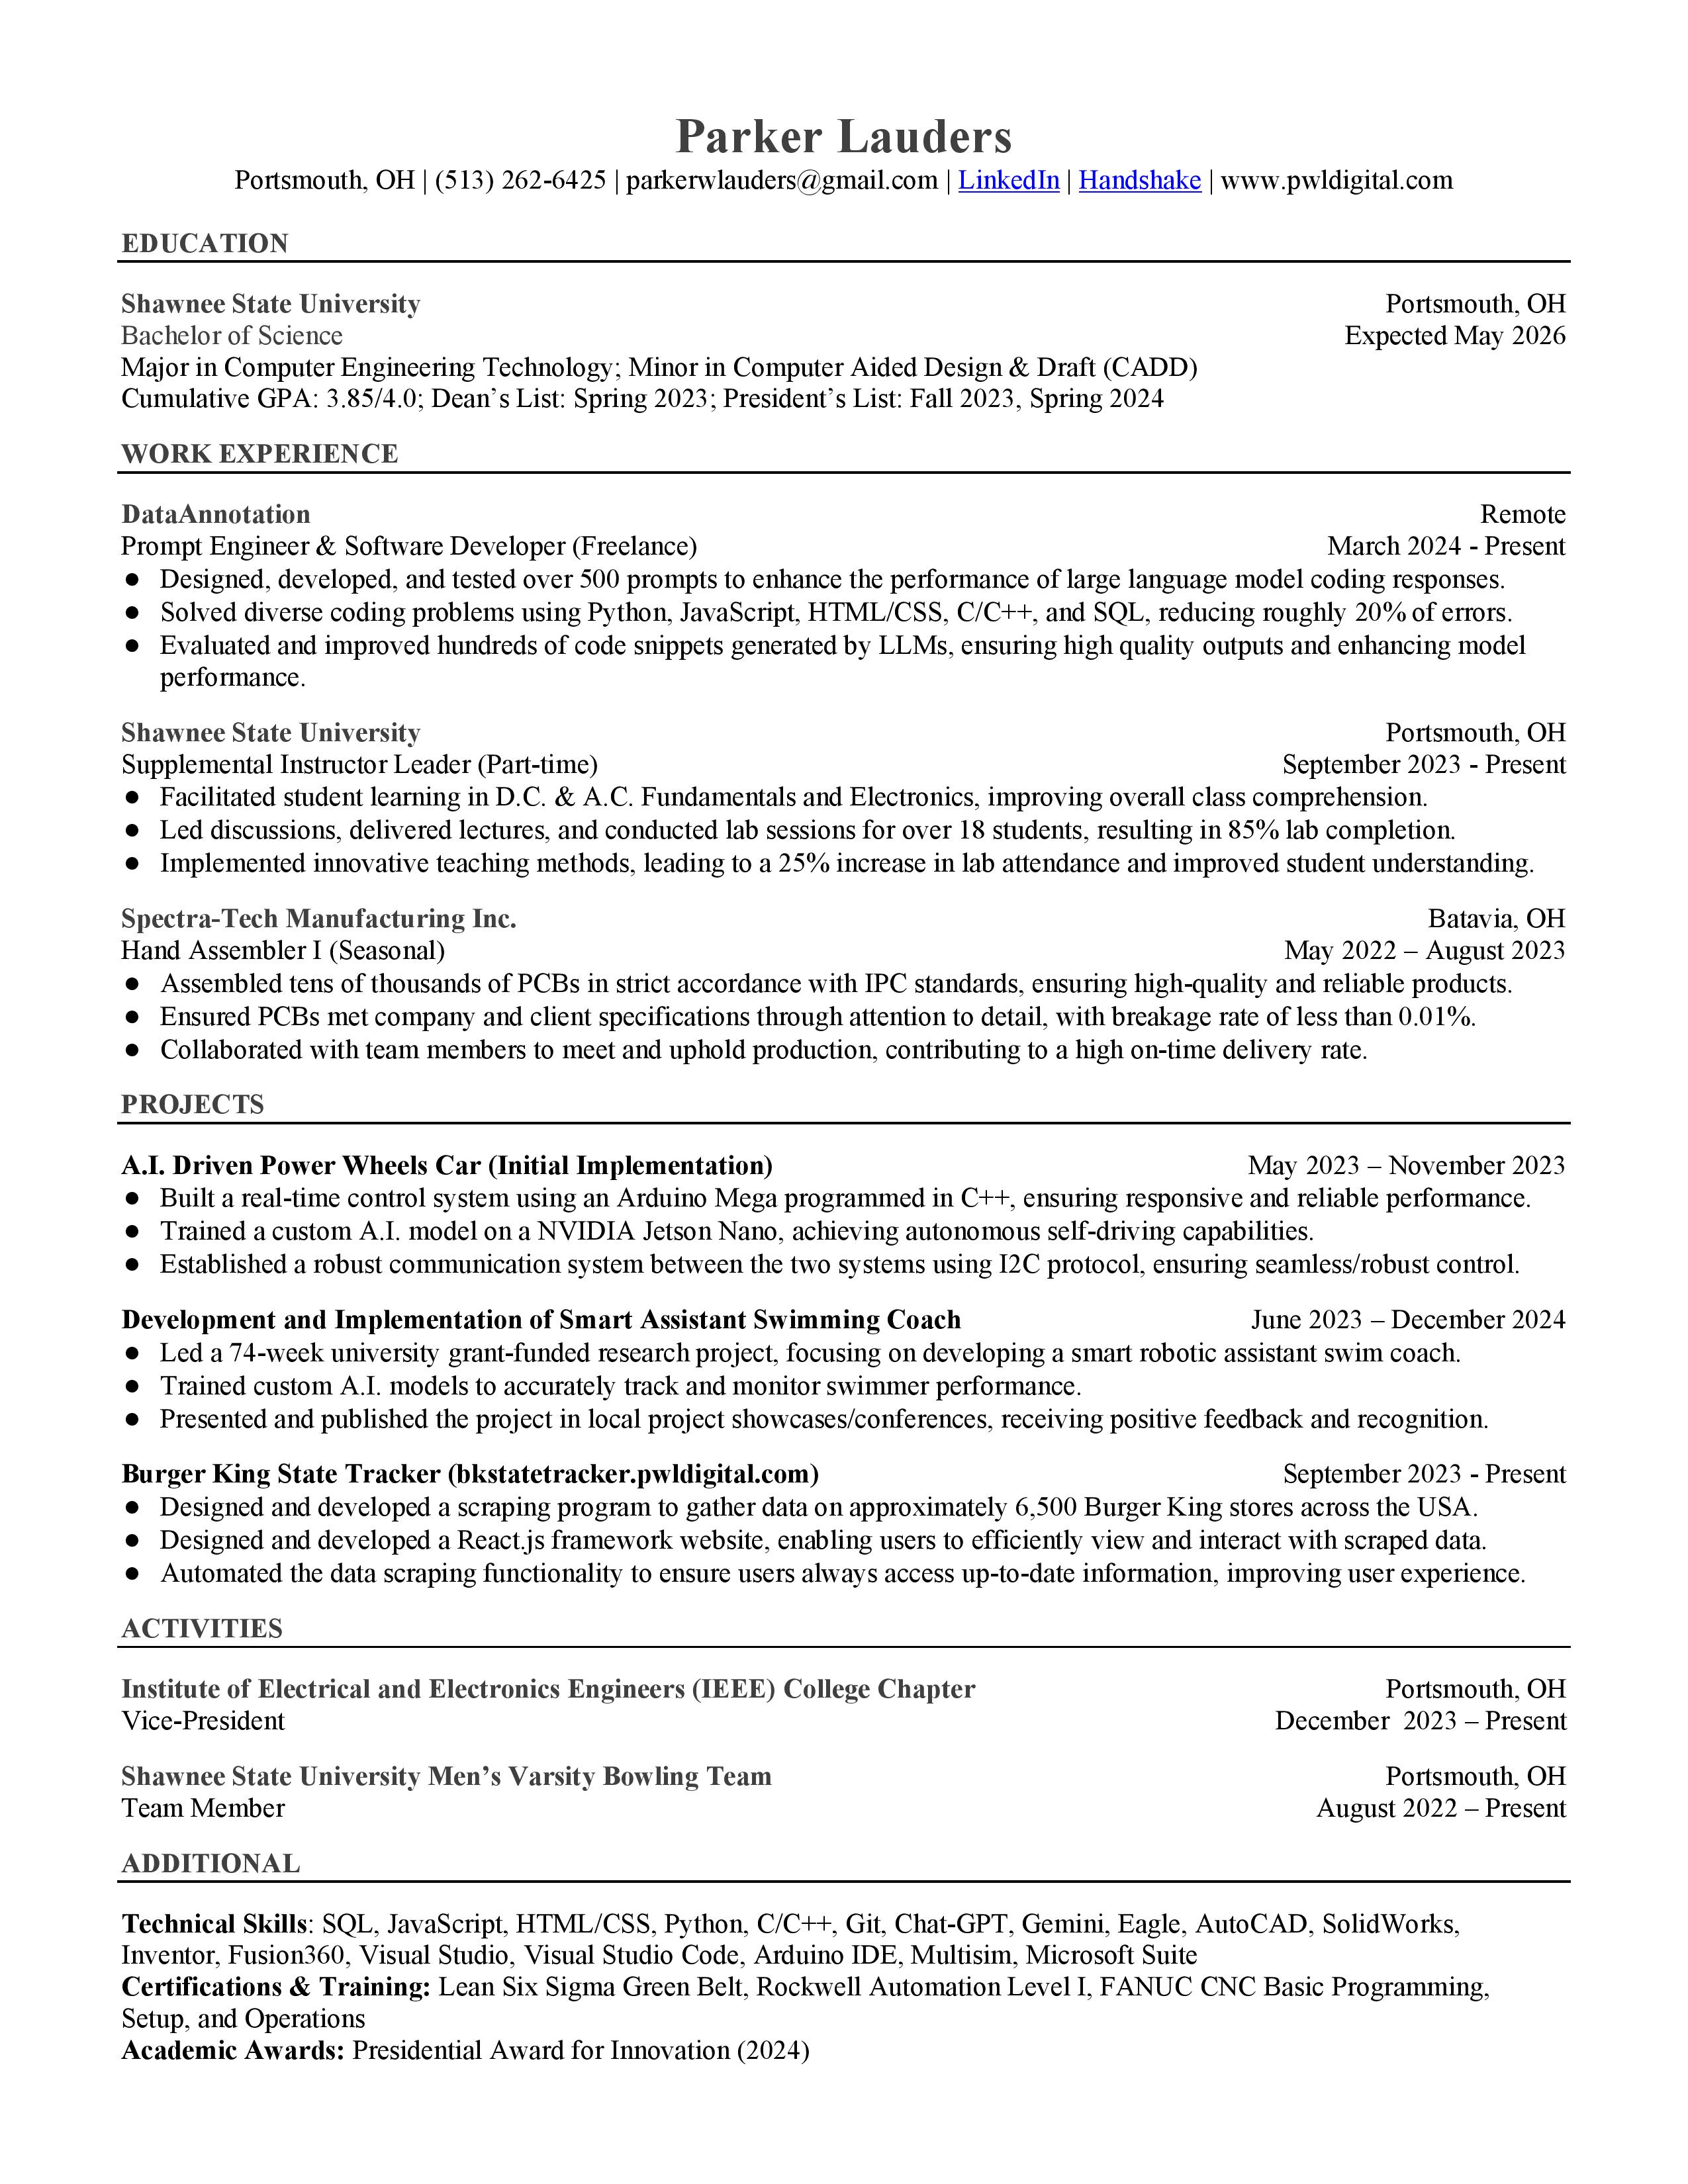 Parker Lauders
Portsmouth, OH | (513) 262-6425 | parkerwlauders@gmail.com | LinkedIn | Handshake | www.pwldigital.com
EDUCATION
Shawnee State University Portsmouth, OH
Bachelor of Science Expected May 2026
Major in Computer Engineering Technology; Minor in Computer Aided Design & Draft (CADD)
Cumulative GPA: 3.85/4.0; Dean’s List: Spring 2023; President’s List: Fall 2023, Spring 2024
WORK EXPERIENCE
DataAnnotation Remote
Prompt Engineer & Software Developer (Freelance) March 2024 - Present
● Designed, developed, and tested over 500 prompts to enhance the performance of large language model coding responses.
● Solved diverse coding problems using Python, JavaScript, HTML/CSS, C/C++, and SQL, reducing roughly 20% of errors.
● Evaluated and improved hundreds of code snippets generated by LLMs, ensuring high quality outputs and enhancing model
performance.
Shawnee State University Portsmouth, OH
Supplemental Instructor Leader (Part-time) September 2023 - Present
● Facilitated student learning in D.C. & A.C. Fundamentals and Electronics, improving overall class comprehension.
● Led discussions, delivered lectures, and conducted lab sessions for over 18 students, resulting in 85% lab completion.
● Implemented innovative teaching methods, leading to a 25% increase in lab attendance and improved student understanding.
Spectra-Tech Manufacturing Inc. Batavia, OH
Hand Assembler I (Seasonal) May 2022 – August 2023
● Assembled tens of thousands of PCBs in strict accordance with IPC standards, ensuring high-quality and reliable products.
● Ensured PCBs met company and client specifications through attention to detail, with breakage rate of less than 0.01%.
● Collaborated with team members to meet and uphold production, contributing to a high on-time delivery rate.
PROJECTS
A.I. Driven Power Wheels Car (Initial Implementation) May 2023 – November 2023
● Built a real-time control system using an Arduino Mega programmed in C++, ensuring responsive and reliable performance.
● Trained a custom A.I. model on a NVIDIA Jetson Nano, achieving autonomous self-driving capabilities.
● Established a robust communication system between the two systems using I2C protocol, ensuring seamless/robust control.
Development and Implementation of Smart Assistant Swimming Coach June 2023 – December 2024
● Led a 74-week university grant-funded research project, focusing on developing a smart robotic assistant swim coach.
● Trained custom A.I. models to accurately track and monitor swimmer performance.
● Presented and published the project in local project showcases/conferences, receiving positive feedback and recognition.
Burger King State Tracker (bkstatetracker.pwldigital.com) September 2023 - Present
● Designed and developed a scraping program to gather data on approximately 6,500 Burger King stores across the USA.
● Designed and developed a React.js framework website, enabling users to efficiently view and interact with scraped data.
● Automated the data scraping functionality to ensure users always access up-to-date information, improving user experience.
ACTIVITIES
Institute of Electrical and Electronics Engineers (IEEE) College Chapter Portsmouth, OH
Vice-President December 2023 – Present
Shawnee State University Men’s Varsity Bowling Team Portsmouth, OH
Team Member August 2022 – Present
ADDITIONAL
Technical Skills: SQL, JavaScript, HTML/CSS, Python, C/C++, Git, Chat-GPT, Gemini, Eagle, AutoCAD, SolidWorks,
Inventor, Fusion360, Visual Studio, Visual Studio Code, Arduino IDE, Multisim, Microsoft Suite
Certifications & Training: Lean Six Sigma Green Belt, Rockwell Automation Level I, FANUC CNC Basic Programming,
Setup, and Operations
Academic Awards: Presidential Award for Innovation (2024)